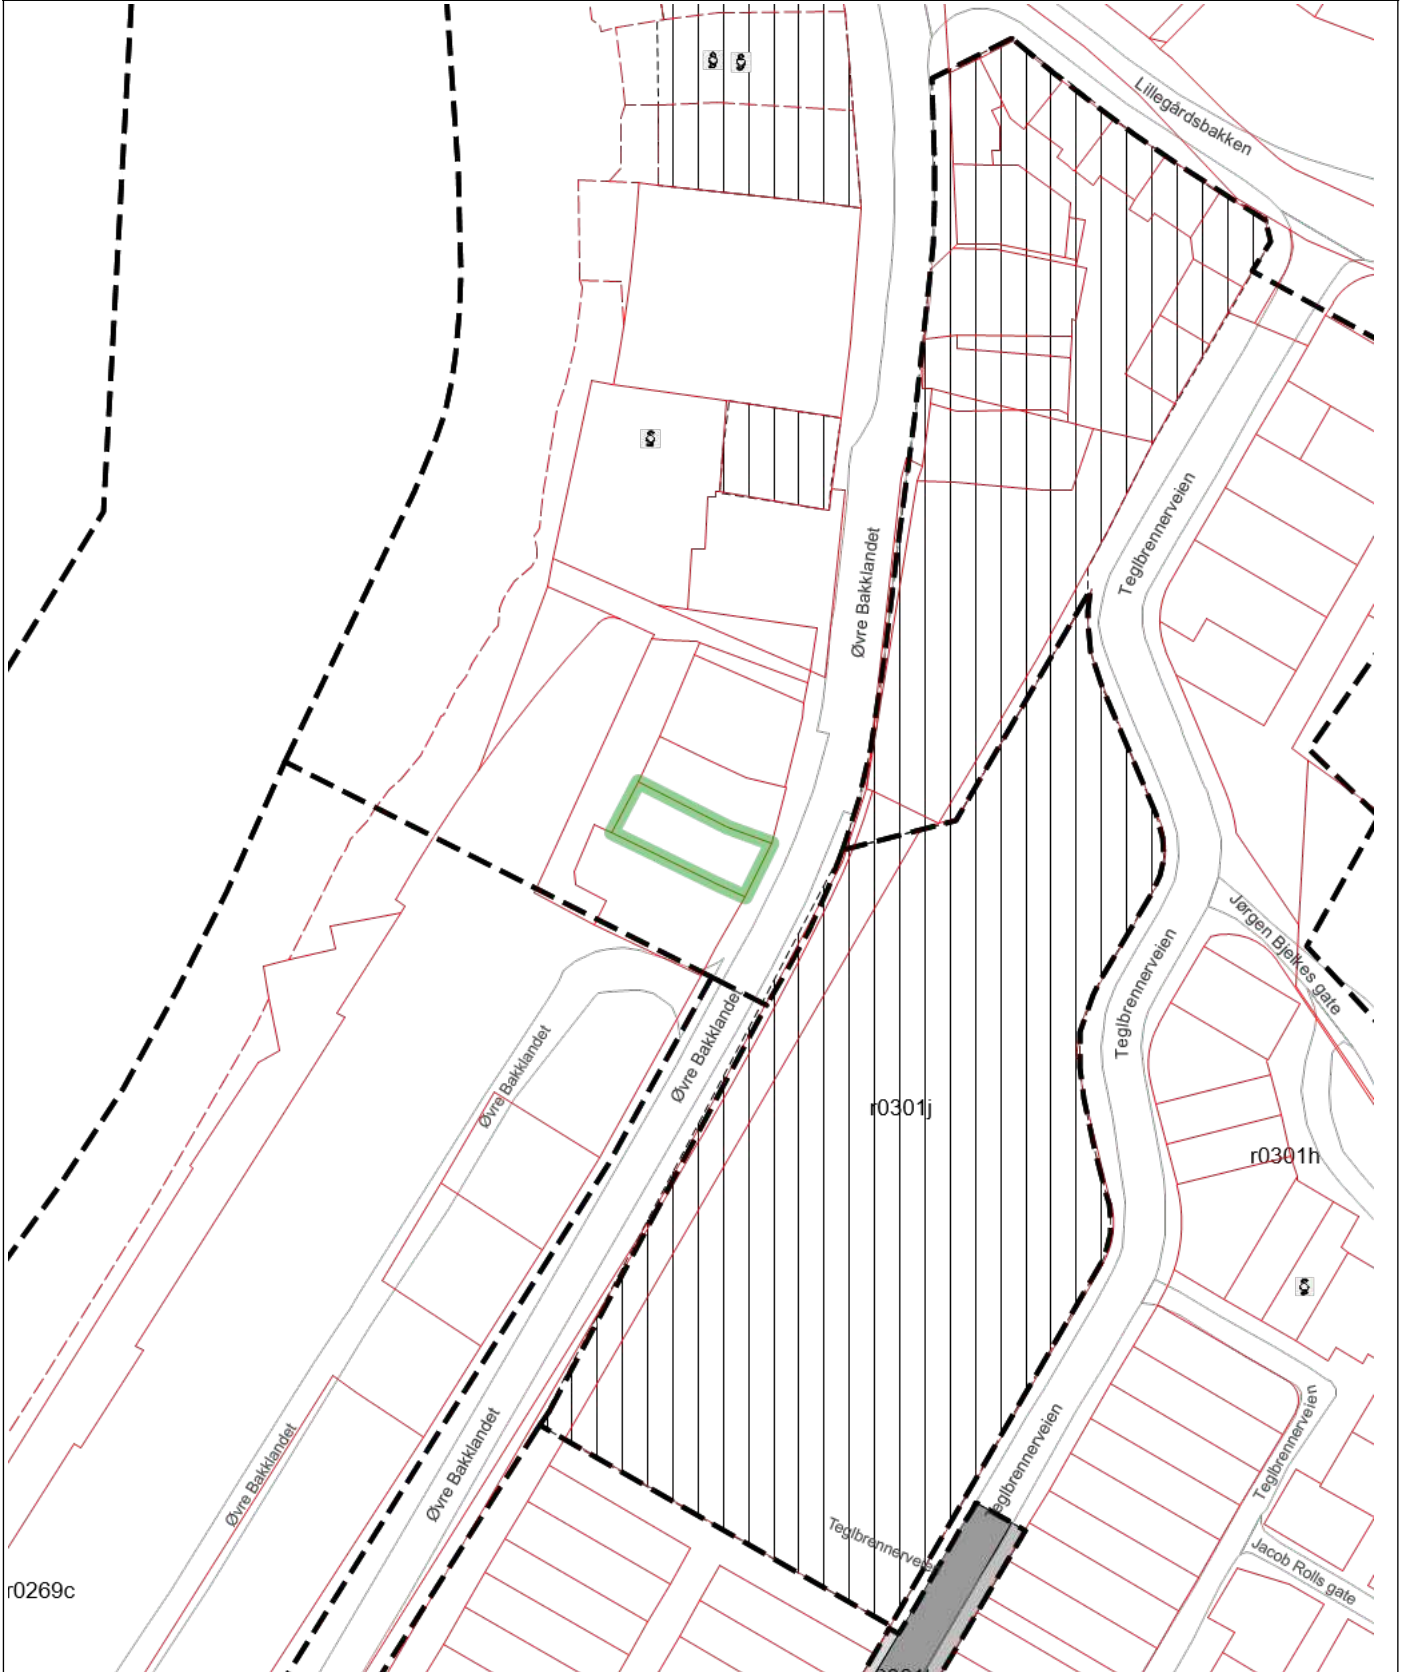 Lillegårdsbakken
Øvre Bakklandet
Teglbrennerveien
Jørgen Bjelkes gate
Teglbrennerveien
Øvre Bakklandet
Øvre Bakklandet
r0301j
r0301h
Øvre Bakklandet
Øvre Bakklandet
Teglbrennerveien
Teglbrennerveien
Teglbrennerveie
Jacob Rolls gate
r0269c